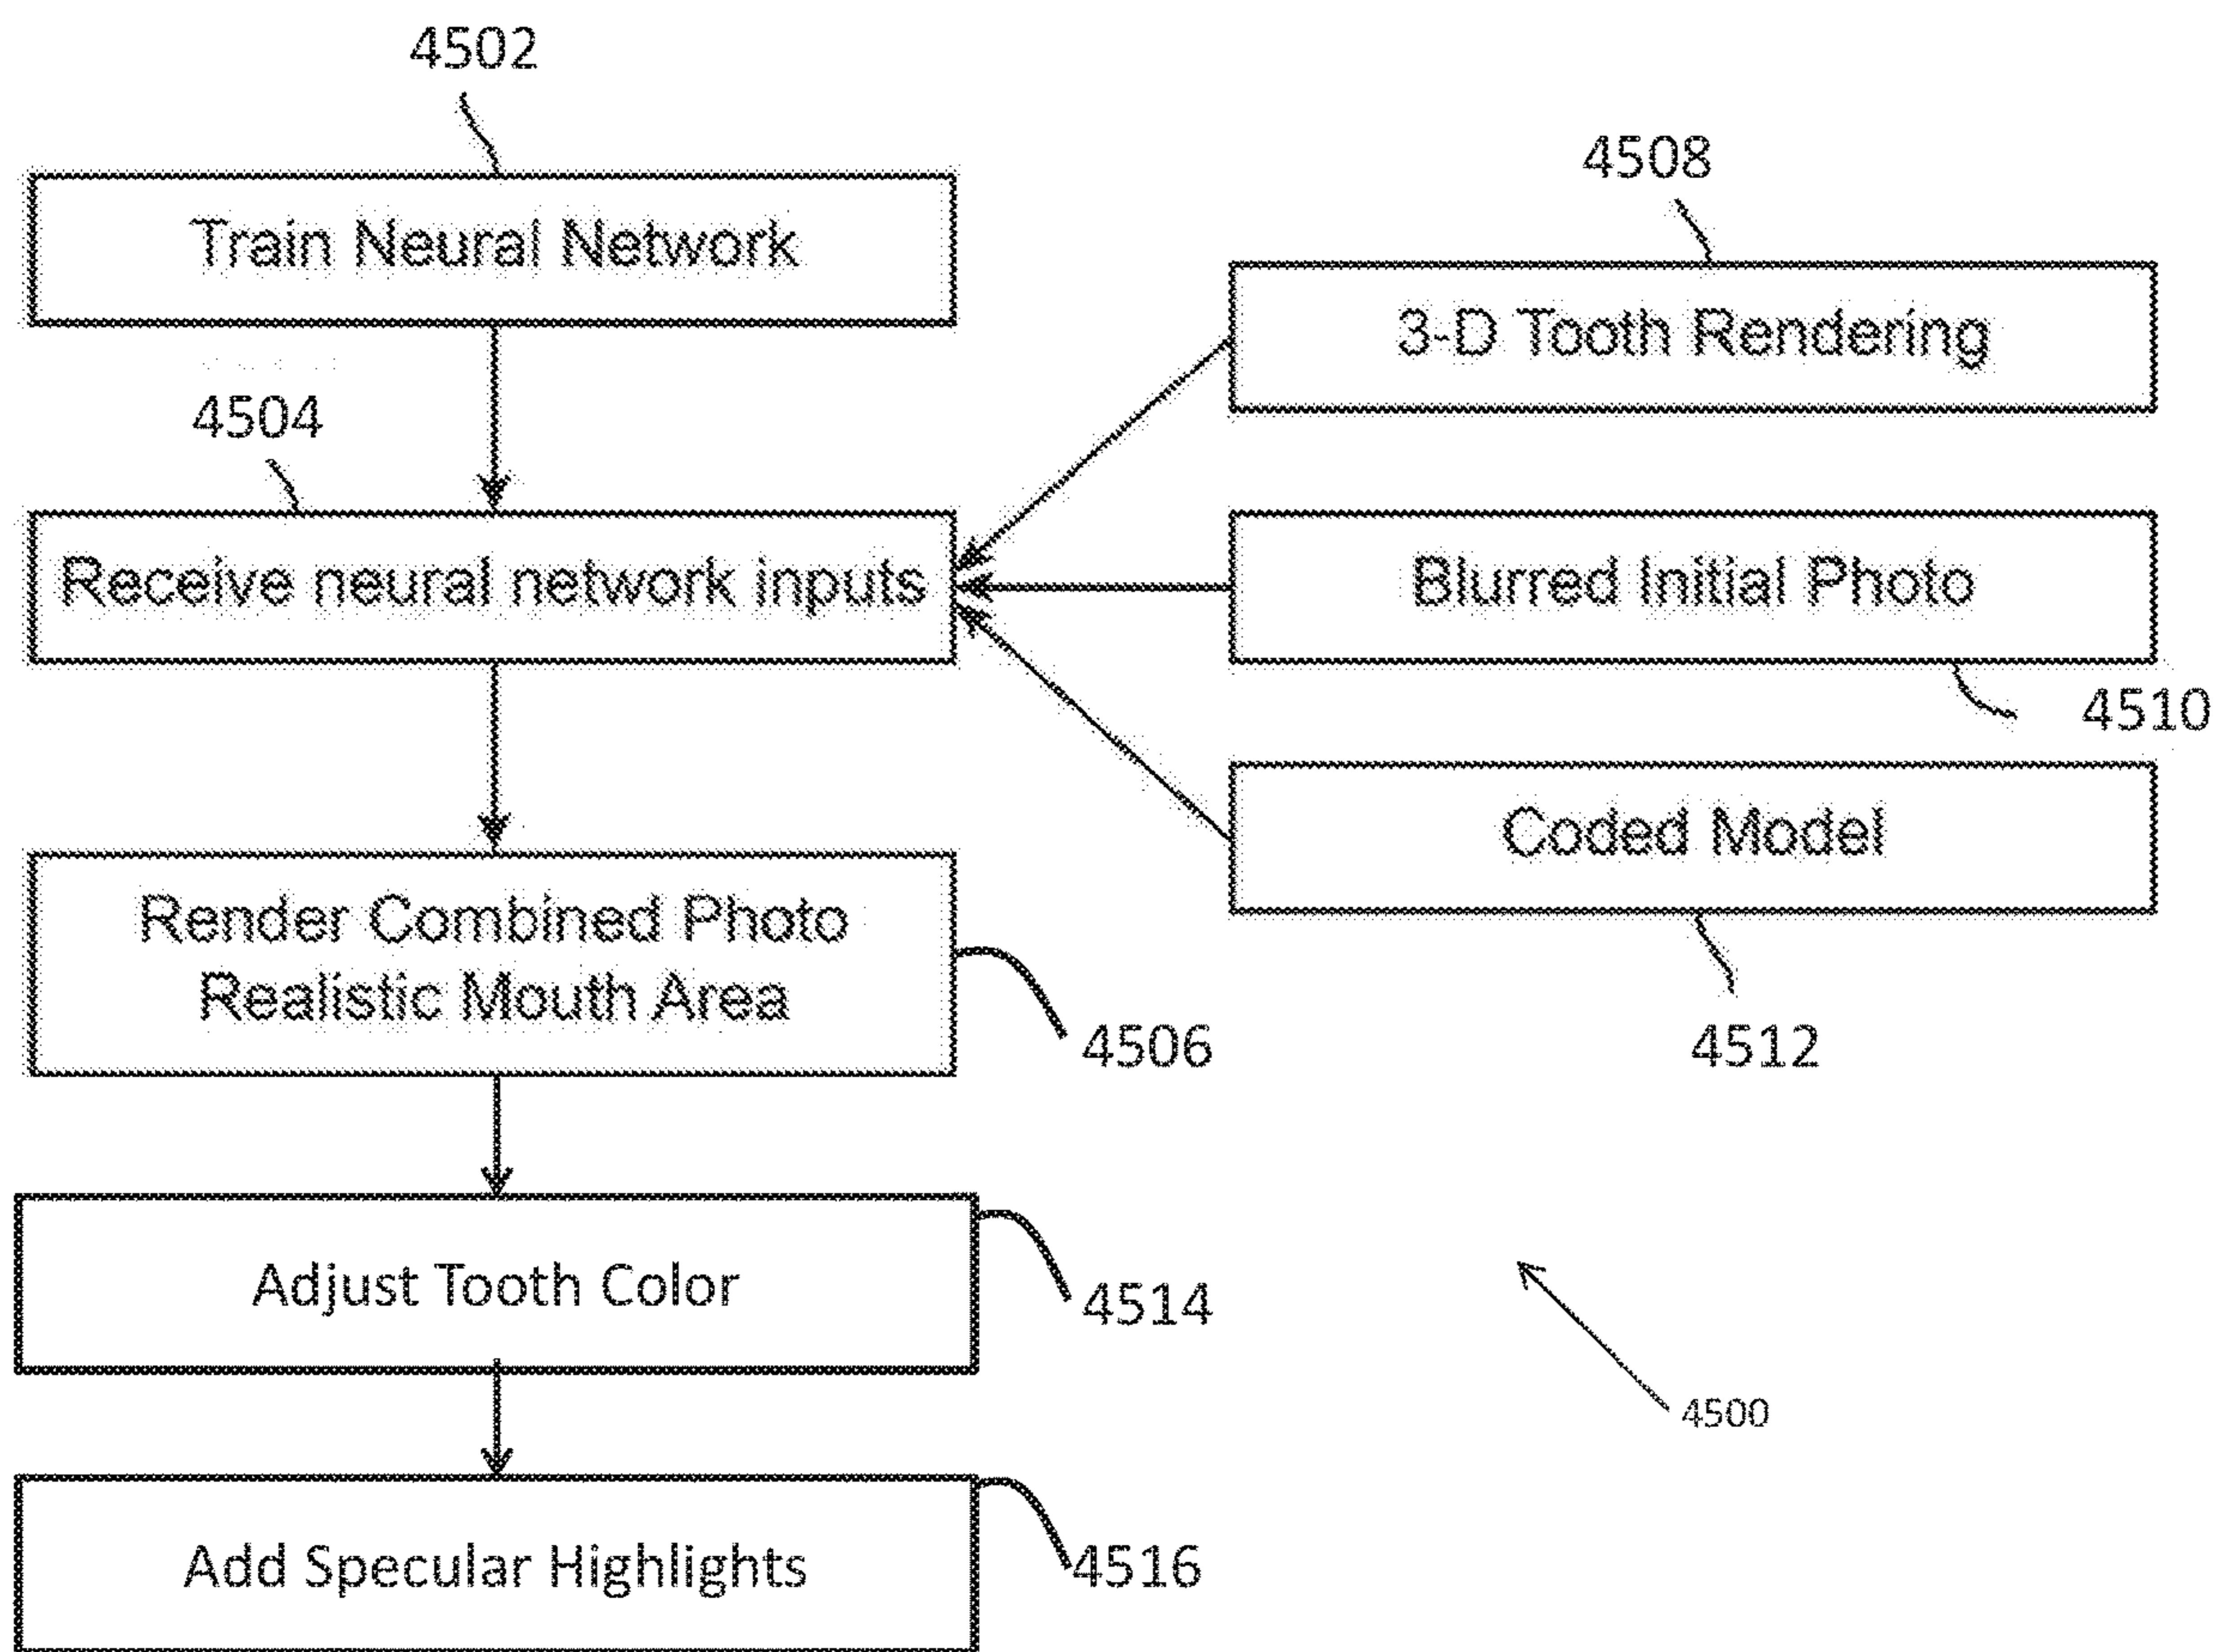 4502
Train Neural Network
4508
3-D Tooth Rendering
4504
Receive neural network inputs
Blurred Initial Photo
4510
Coded Model
4512
Render Combined Photo
Realistic Mouth Area
4506
Adjust Tooth Color
4514
4500
Add Specular Highlights
4516